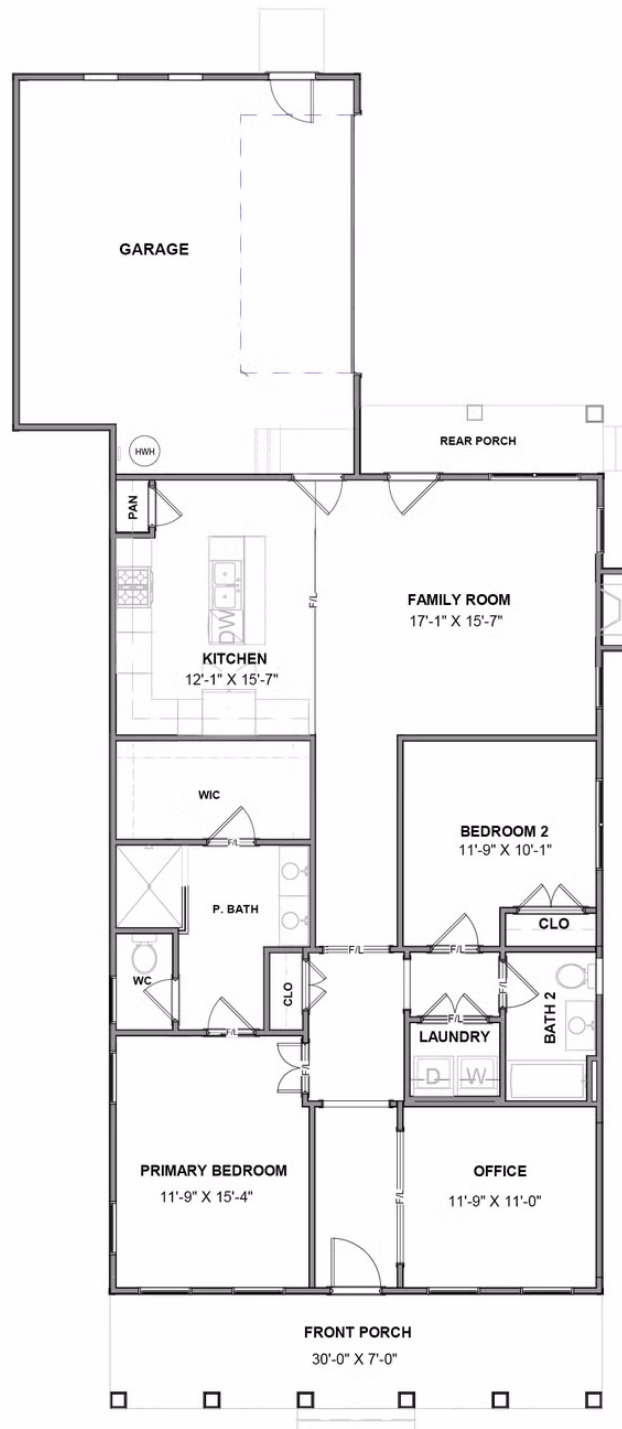 GARAGE
HWH
REAR PORCH
PAN
FAMILY ROOM
17'-1" X 15'-7"
F/L
DW
KITCHEN
12'-1" X 15'-7"
WIC
F/L
BEDROOM 2
11'-9" X 10'-1"
CLO
P. BATH
WC
CLO
F/L
F/L
F/L
F/L
F/L
F/L
BATH 2
LAUNDRY
D
W
PRIMARY BEDROOM
11'-9" X 15'-4"
F/L
OFFICE
11'-9" X 11'-0"
FRONT PORCH
30'-0" X 7'-0"